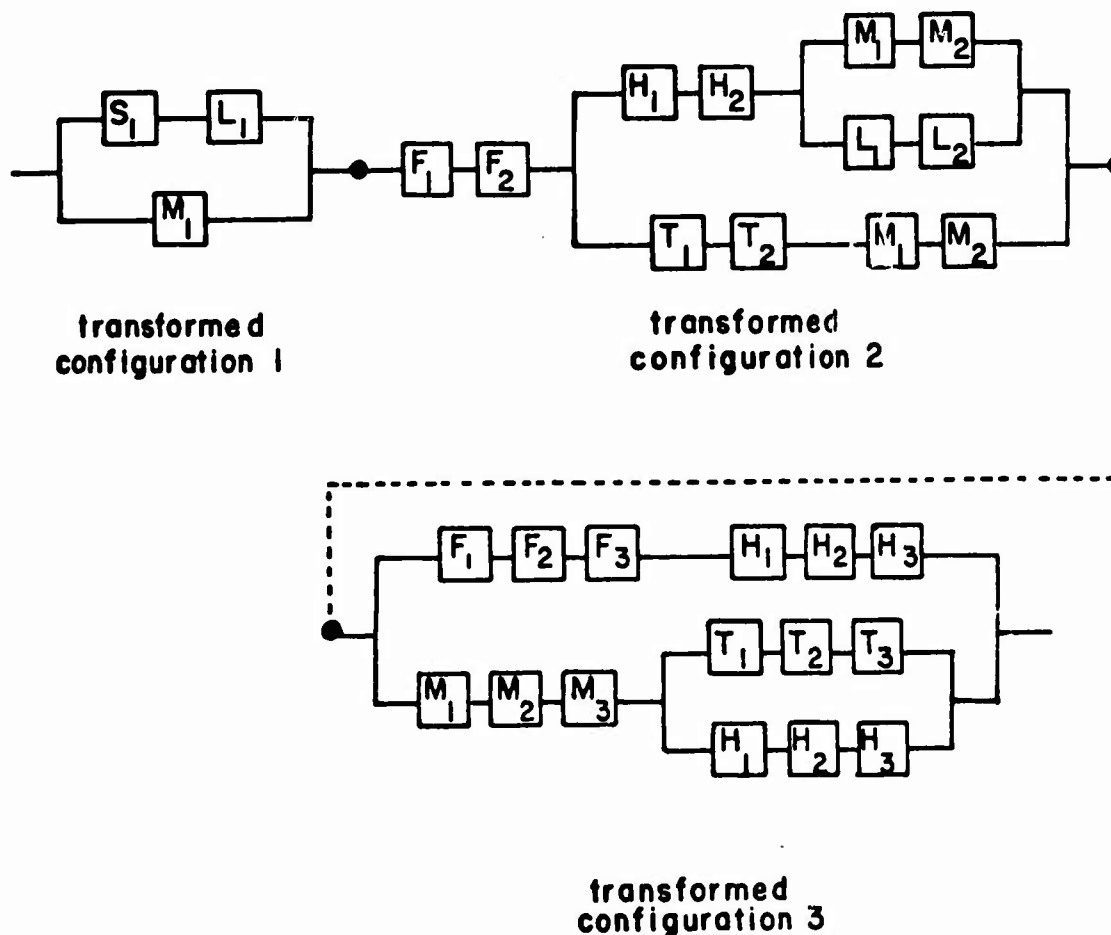 S₁ L₁
M₁
F₁ F₂
H₁ H₂
M₁ M₂
L₁ L₂
T₁ T₂ M₁ M₂
transformed
configuration 1
transformed
configuration 2
F₁ F₂ F₃ H₁ H₂ H₃
M₁ M₂ M₃
T₁ T₂ T₃
H₁ H₂ H₃
transformed
configuration 3